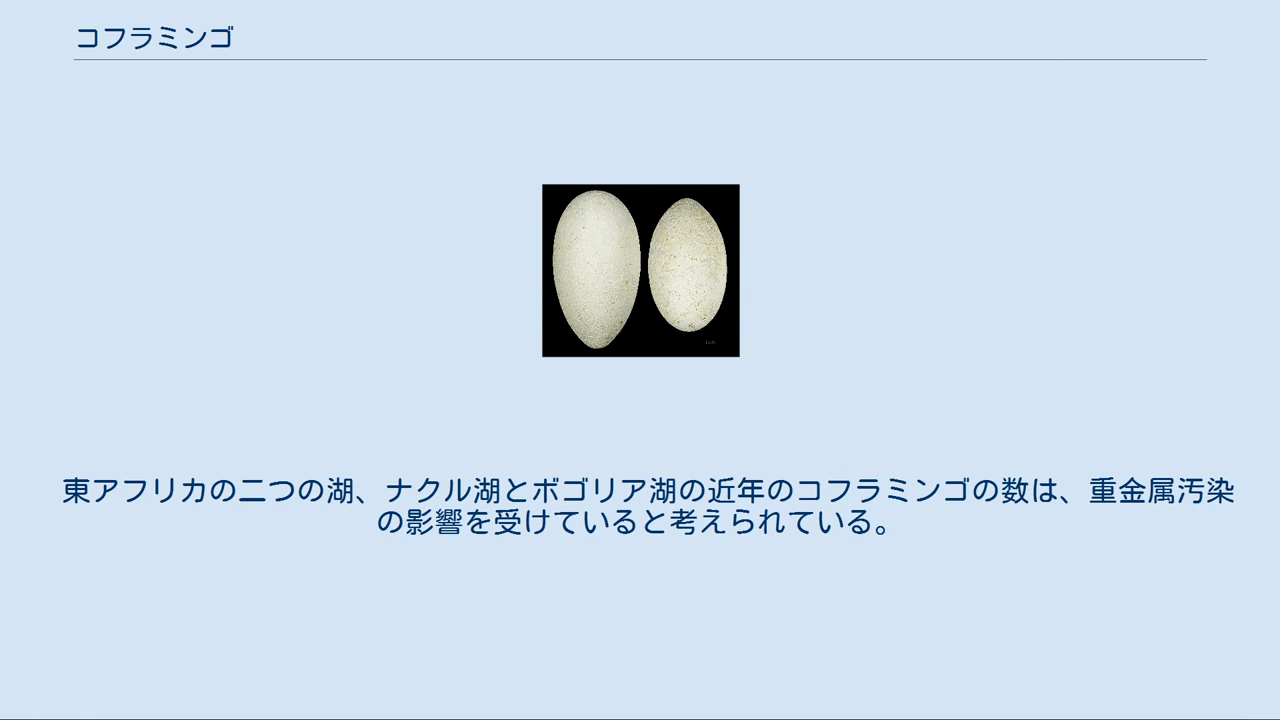 コフラミンゴ
東アフリカの二つの湖、ナクル湖とボゴリア湖の近年のコフラミンゴの数は、重金属汚染
の影響を受けていると考えられている。